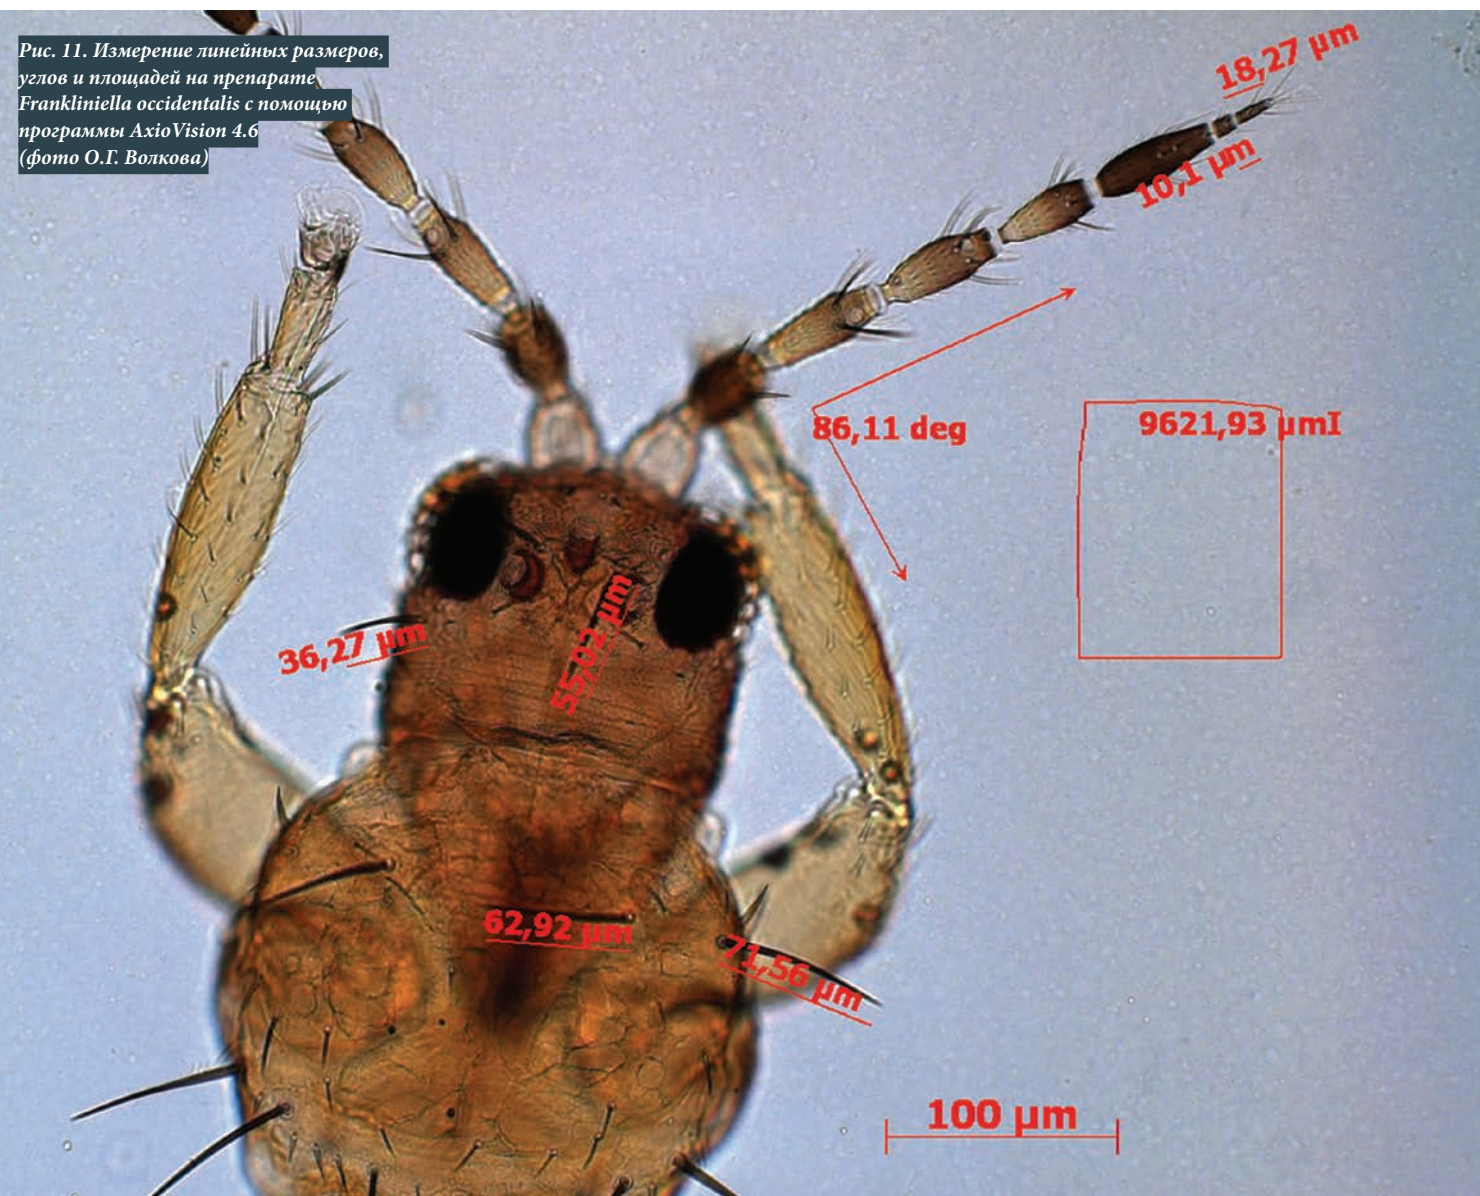 Рис. 11. Измерение линейных размеров,
углов и площадей на препарате
Frankliniella occidentalis с помощью
программы AxioVision 4.6
(фото О.Г. Волкова)
18,27 µm
10,1 µm
86,11 deg
9621,93 µmI
36,27 µm
55,02 µm
62,92 µm
71,56 µm
100 µm